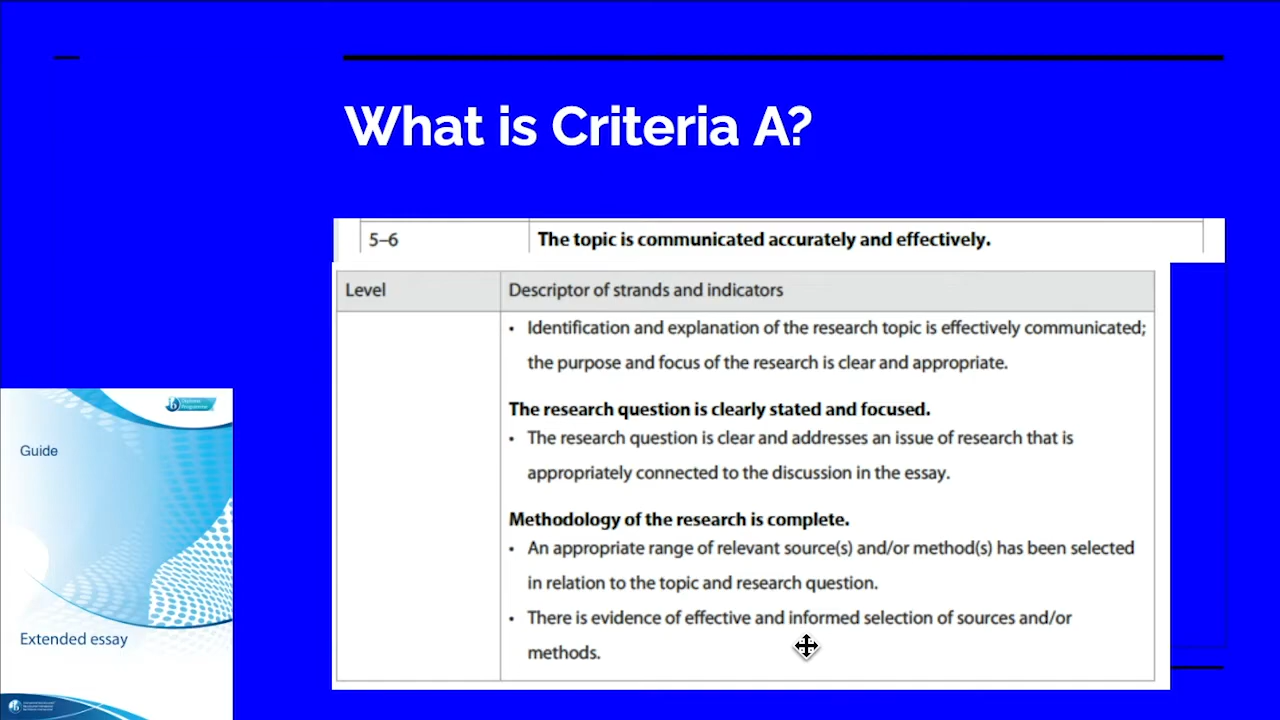 What is Criteria A?
5–6 The topic is communicated accurately and effectively.
Level Descriptor of strands and indicators
• Identification and explanation of the research topic is effectively communicated;
the purpose and focus of the research is clear and appropriate.
The research question is clearly stated and focused.
• The research question is clear and addresses an issue of research that is
appropriately connected to the discussion in the essay.
Methodology of the research is complete.
• An appropriate range of relevant source(s) and/or method(s) has been selected
in relation to the topic and research question.
• There is evidence of effective and informed selection of sources and/or
methods.
Diploma
Programme
Guide
Extended essay